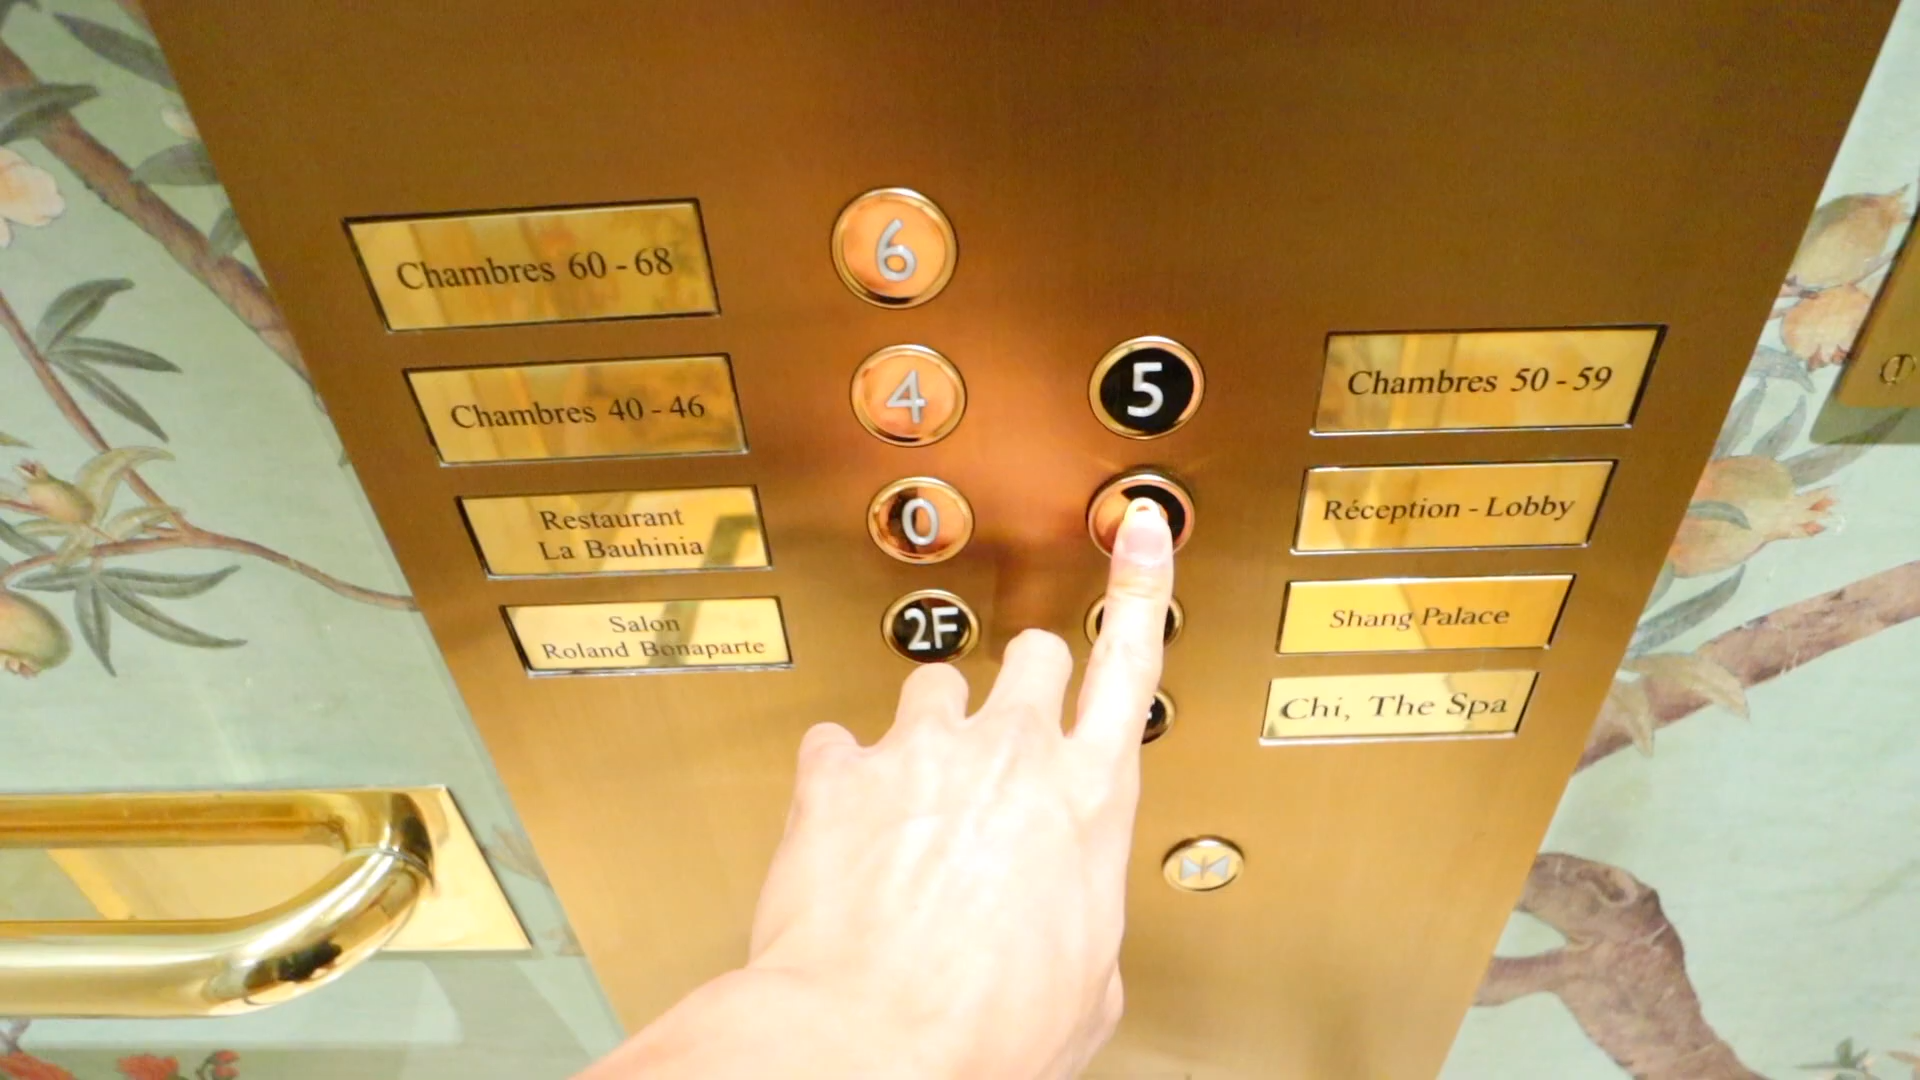 Chambres 60 - 68
6
Chambres 40 - 46
4
5
Chambres 50 - 59
Restaurant
La Bauhinia
0
Réception - Lobby
Salon
Roland Bonaparte
2F
Shang Palace
Chi, The Spa